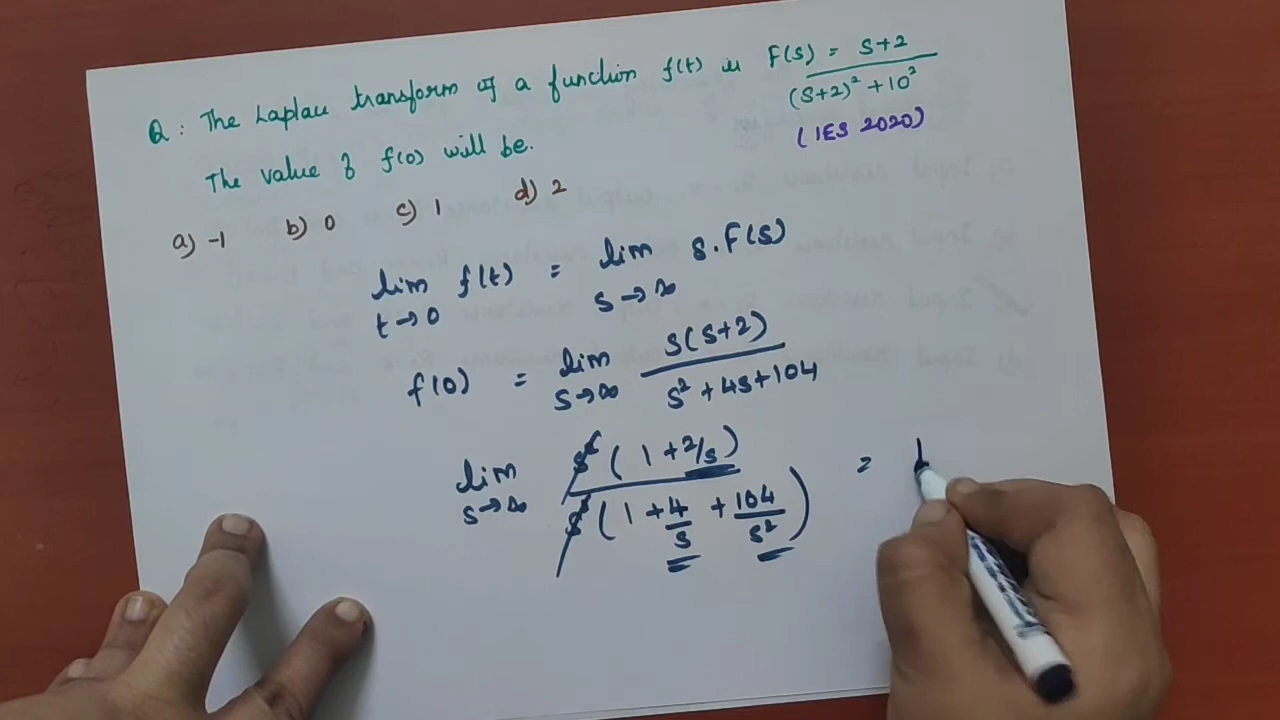 Q: The Laplace transform of a function f(t) is F(s) = s+2 / (s+2)² + 10²
(IES 2020)
The value of f(0) will be.
a) -1 b) 0 c) 1 d) 2
lim t→0 f(t) = lim s→∞ s.F(s)
f(0) = lim s→∞ s(s+2) / s² + 4s + 104
lim s→∞ s² (1 + 2/s) / s² (1 + 4/s + 104/s²) = 1